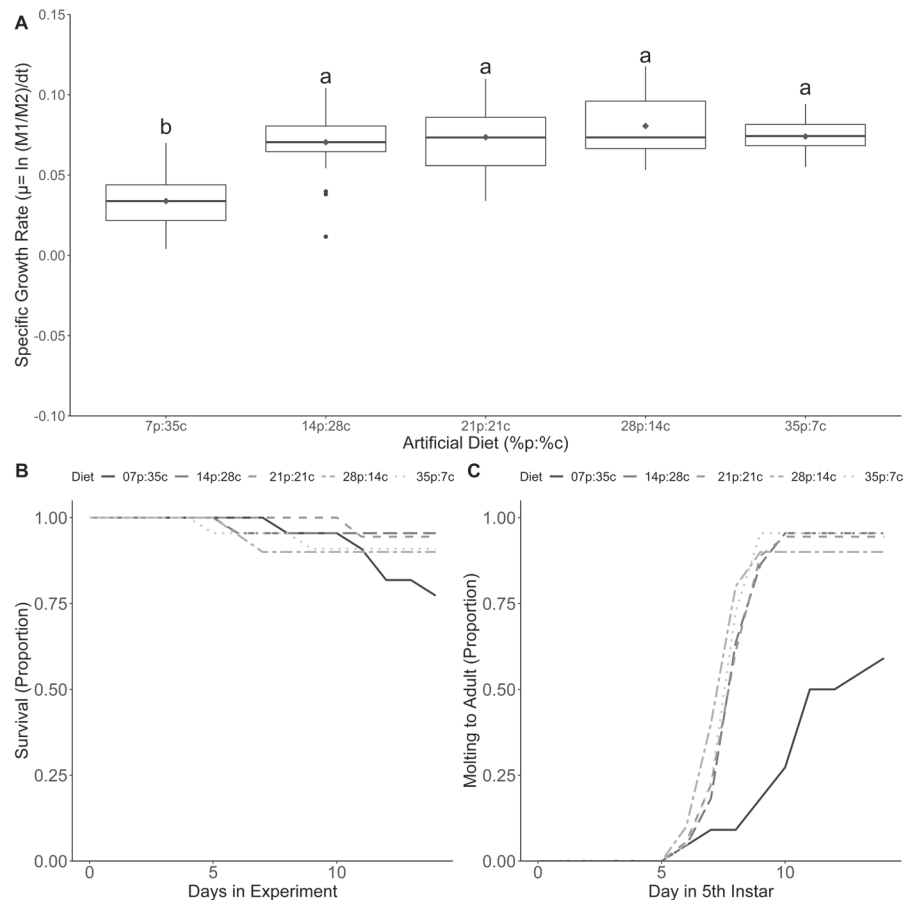 A
Specific Growth Rate (µ= ln (M1/M2)/dt)
0.15
0.10
0.05
0.00
-0.05
-0.10
b
a
a
a
a
7p:35c 14p:28c 21p:21c 28p:14c 35p:7c
Artificial Diet (%p:%c)
B
Diet 07p:35c 14p:28c 21p:21c 28p:14c 35p:7c
Survival (Proportion)
1.00
0.75
0.50
0.25
0.00
0 5 10
Days in Experiment
C
Diet 07p:35c 14p:28c 21p:21c 28p:14c 35p:7c
Molting to Adult (Proportion)
1.00
0.75
0.50
0.25
0.00
0 5 10
Day in 5th Instar